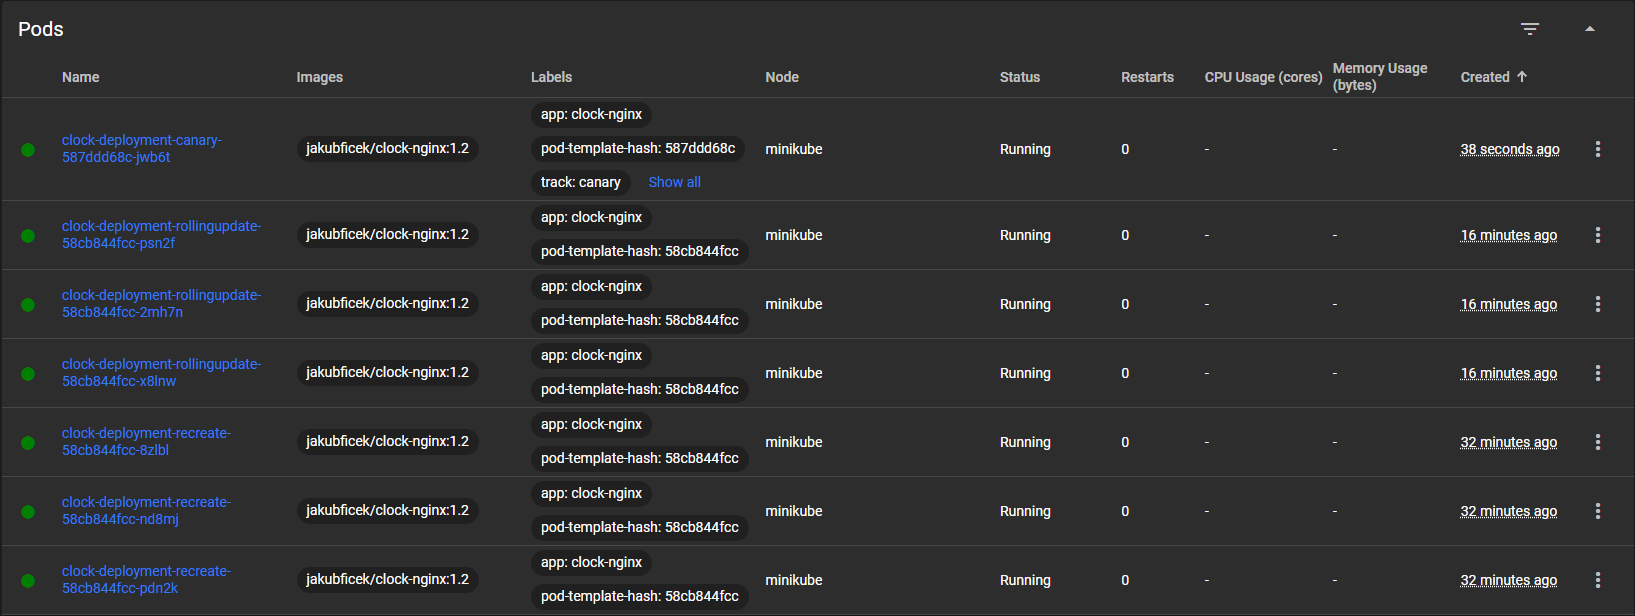 Pods
Name Images Labels Node Status Restarts CPU Usage (cores) Memory Usage (bytes) Created
clock-deployment-canary-
587ddd68c-jwb6t
jakubficek/clock-nginx:1.2
app: clock-nginx
pod-template-hash: 587ddd68c
track: canary Show all
minikube
Running
0
-
-
38 seconds ago
clock-deployment-rollingupdate-
58cb844fcc-psn2f
jakubficek/clock-nginx:1.2
app: clock-nginx
pod-template-hash: 58cb844fcc
minikube
Running
0
-
-
16 minutes ago
clock-deployment-rollingupdate-
58cb844fcc-2mh7n
jakubficek/clock-nginx:1.2
app: clock-nginx
pod-template-hash: 58cb844fcc
minikube
Running
0
-
-
16 minutes ago
clock-deployment-rollingupdate-
58cb844fcc-x8lnw
jakubficek/clock-nginx:1.2
app: clock-nginx
pod-template-hash: 58cb844fcc
minikube
Running
0
-
-
16 minutes ago
clock-deployment-recreate-
58cb844fcc-8zlbl
jakubficek/clock-nginx:1.2
app: clock-nginx
pod-template-hash: 58cb844fcc
minikube
Running
0
-
-
32 minutes ago
clock-deployment-recreate-
58cb844fcc-nd8mj
jakubficek/clock-nginx:1.2
app: clock-nginx
pod-template-hash: 58cb844fcc
minikube
Running
0
-
-
32 minutes ago
clock-deployment-recreate-
58cb844fcc-pdn2k
jakubficek/clock-nginx:1.2
app: clock-nginx
pod-template-hash: 58cb844fcc
minikube
Running
0
-
-
32 minutes ago